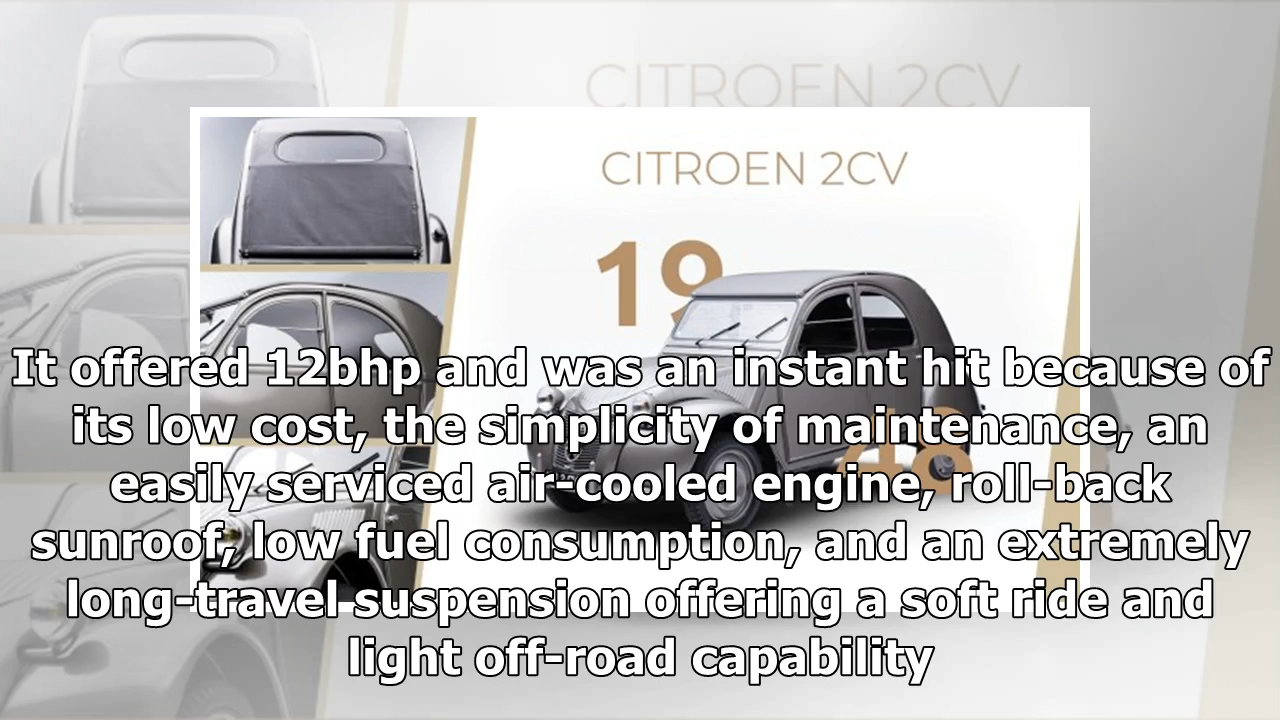 CITROEN 2CV
CITROEN 2CV
19
48
It offered 12bhp and was an instant hit because of
its low cost, the simplicity of maintenance, an
easily serviced air-cooled engine, roll-back
sunroof, low fuel consumption, and an extremely
long-travel suspension offering a soft ride and
light off-road capability